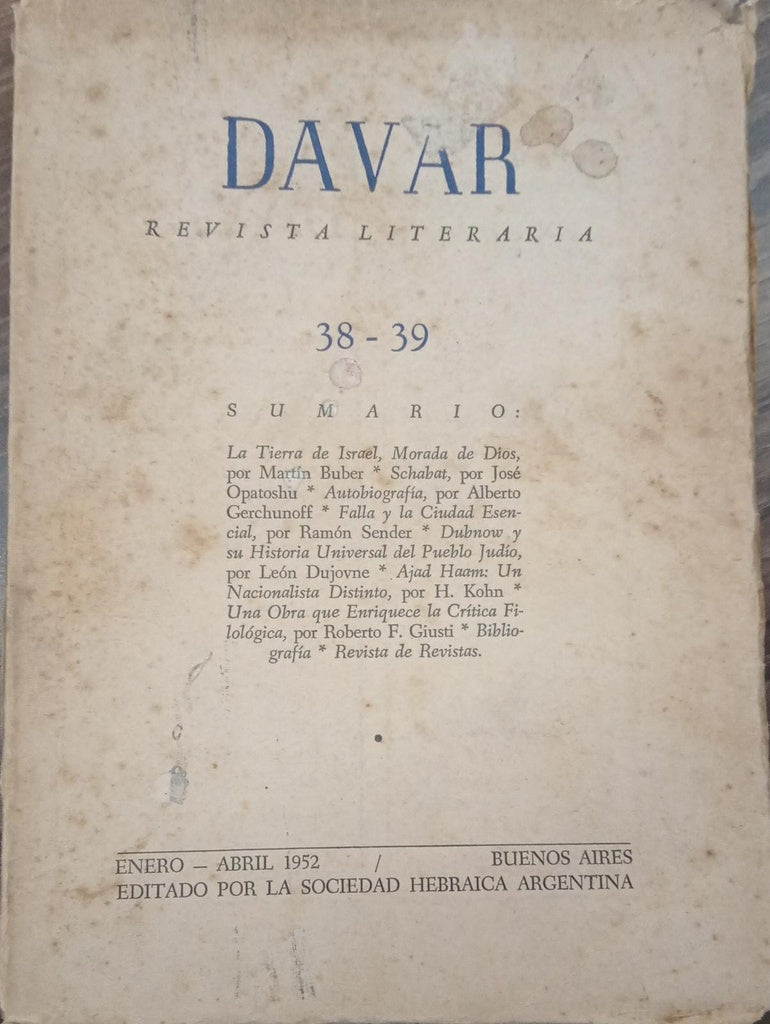 DAVAR
REVISTA LITERARIA
38 - 39
SUMARIO:
La Tierra de Israel, Morada de Dios,
por Martín Buber * Schabat, por José
Opatoshu * Autobiografía, por Alberto
Gerchunoff * Falla y la Ciudad Esen-
cial, por Ramón Sender * Dubnow y
su Historia Universal del Pueblo Judío,
por León Dujovne * Ajad Haam: Un
Nacionalista Distinto, por H. Kohn *
Una Obra que Enriquece la Crítica Fi-
lológica, por Roberto F. Giusti * Biblio-
grafía * Revista de Revistas.
ENERO — ABRIL 1952 / BUENOS AIRES
EDITADO POR LA SOCIEDAD HEBRAICA ARGENTINA